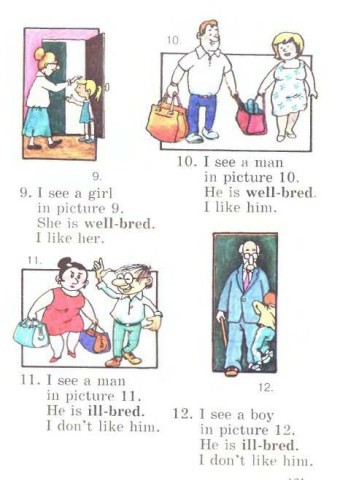 10.
9.
9. I see a girl
in picture 9.
She is well-bred.
I like her.
10. I see a man
in picture 10.
He is well-bred.
I like him.
11.
11. I see a man
in picture 11.
He is ill-bred.
I don't like him.
12.
12. I see a boy
in picture 12.
He is ill-bred.
I don't like him.